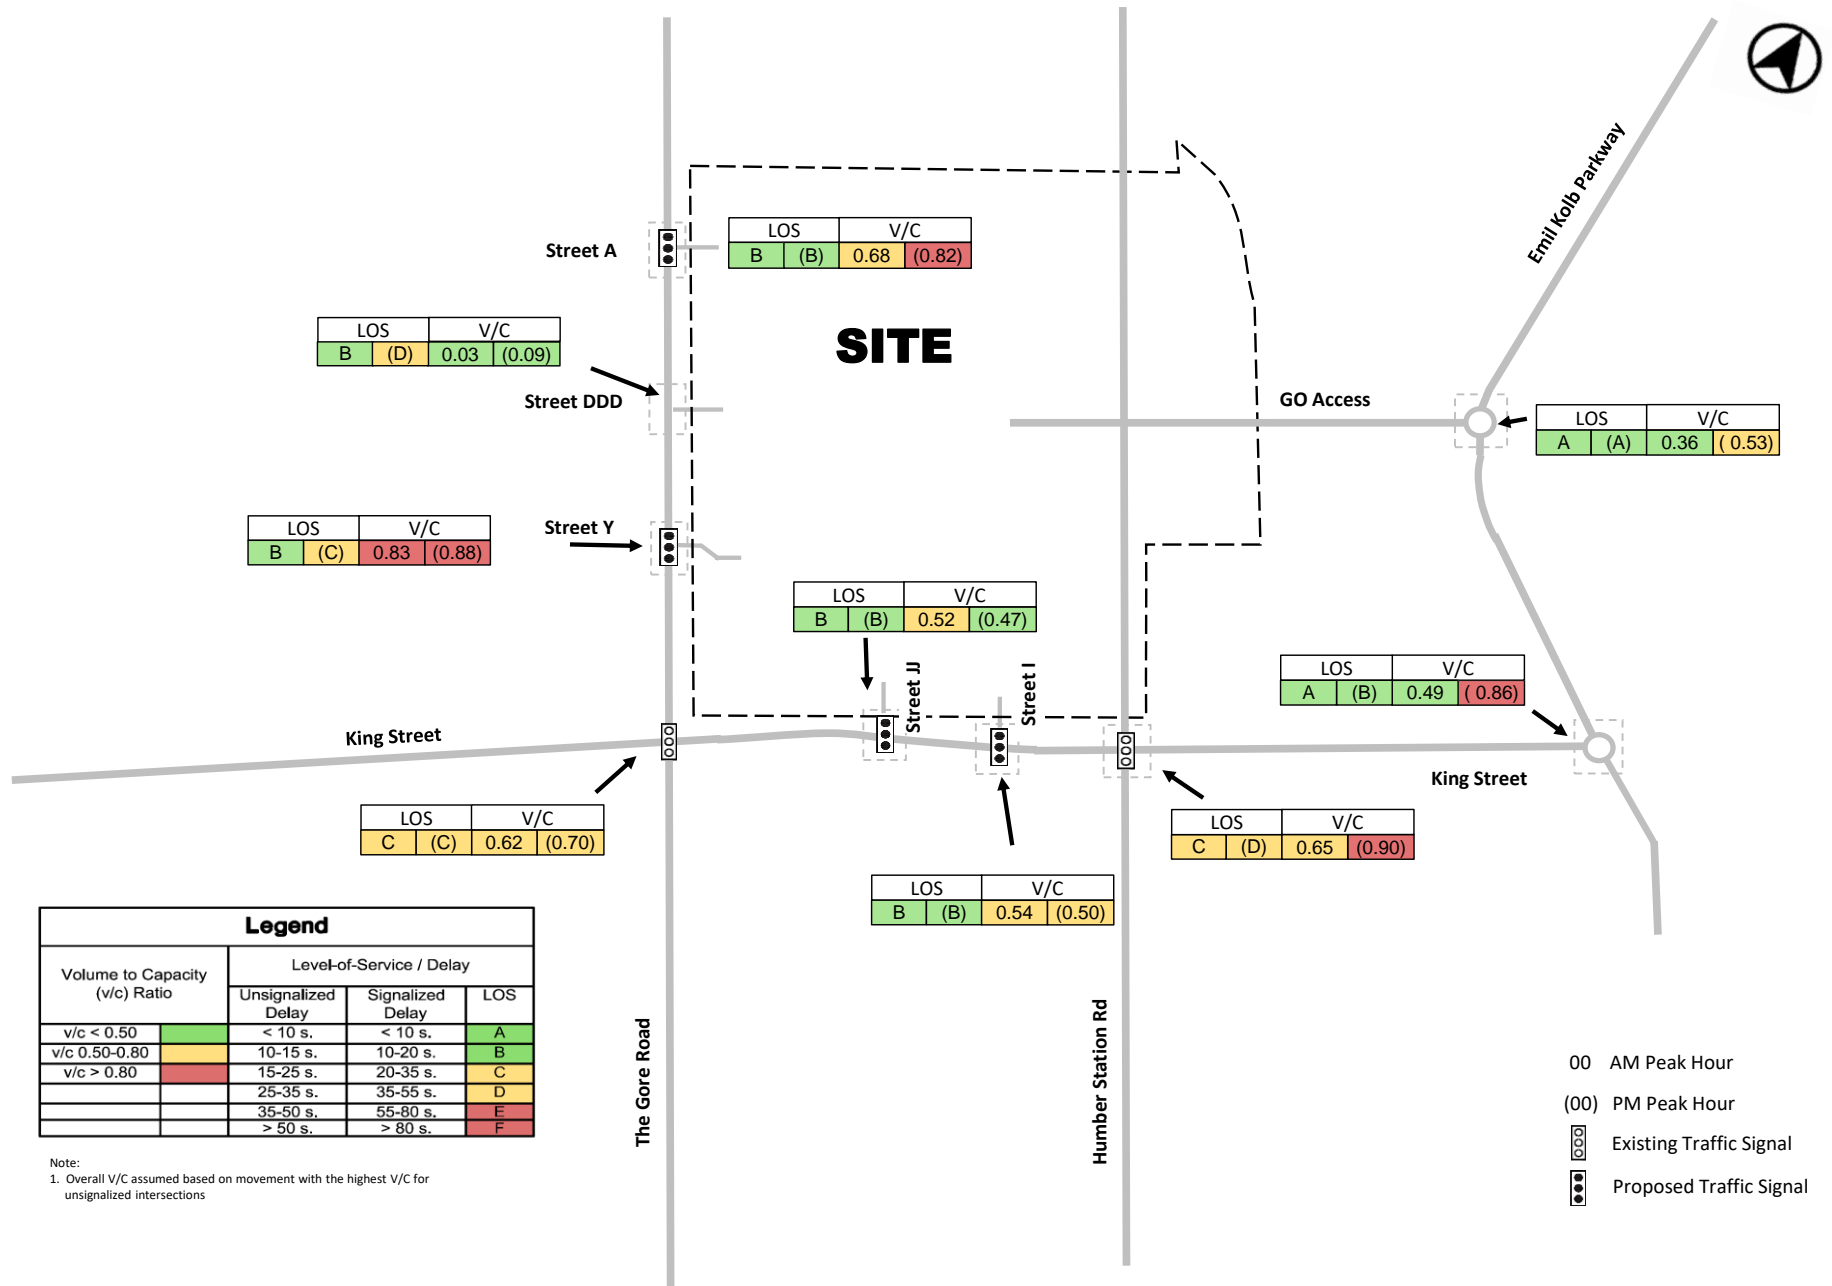 Emil Kolb Parkway
Street A
LOS V/C
B (B) 0.68 (0.82)
SITE
LOS V/C
B (D) 0.03 (0.09)
Street DDD
GO Access
LOS V/C
A (A) 0.36 ( 0.53)
Street Y
LOS V/C
B (C) 0.83 (0.88)
LOS V/C
B (B) 0.52 (0.47)
Street JJ
Street I
LOS V/C
A (B) 0.49 ( 0.86)
King Street
King Street
LOS V/C
C (C) 0.62 (0.70)
LOS V/C
C (D) 0.65 (0.90)
LOS V/C
B (B) 0.54 (0.50)
The Gore Road
Humber Station Rd
Legend
Volume to Capacity
(v/c) Ratio
Level-of-Service / Delay
Unsignalized
Delay
Signalized
Delay
LOS
v/c < 0.50 < 10 s. < 10 s. A
v/c 0.50-0.80 10-15 s. 10-20 s. B
v/c > 0.80 15-25 s. 20-35 s. C
25-35 s. 35-55 s. D
35-50 s. 55-80 s. E
> 50 s. > 80 s. F
Note:
1. Overall V/C assumed based on movement with the highest V/C for
unsignalized intersections
00 AM Peak Hour
(00) PM Peak Hour
Existing Traffic Signal
Proposed Traffic Signal